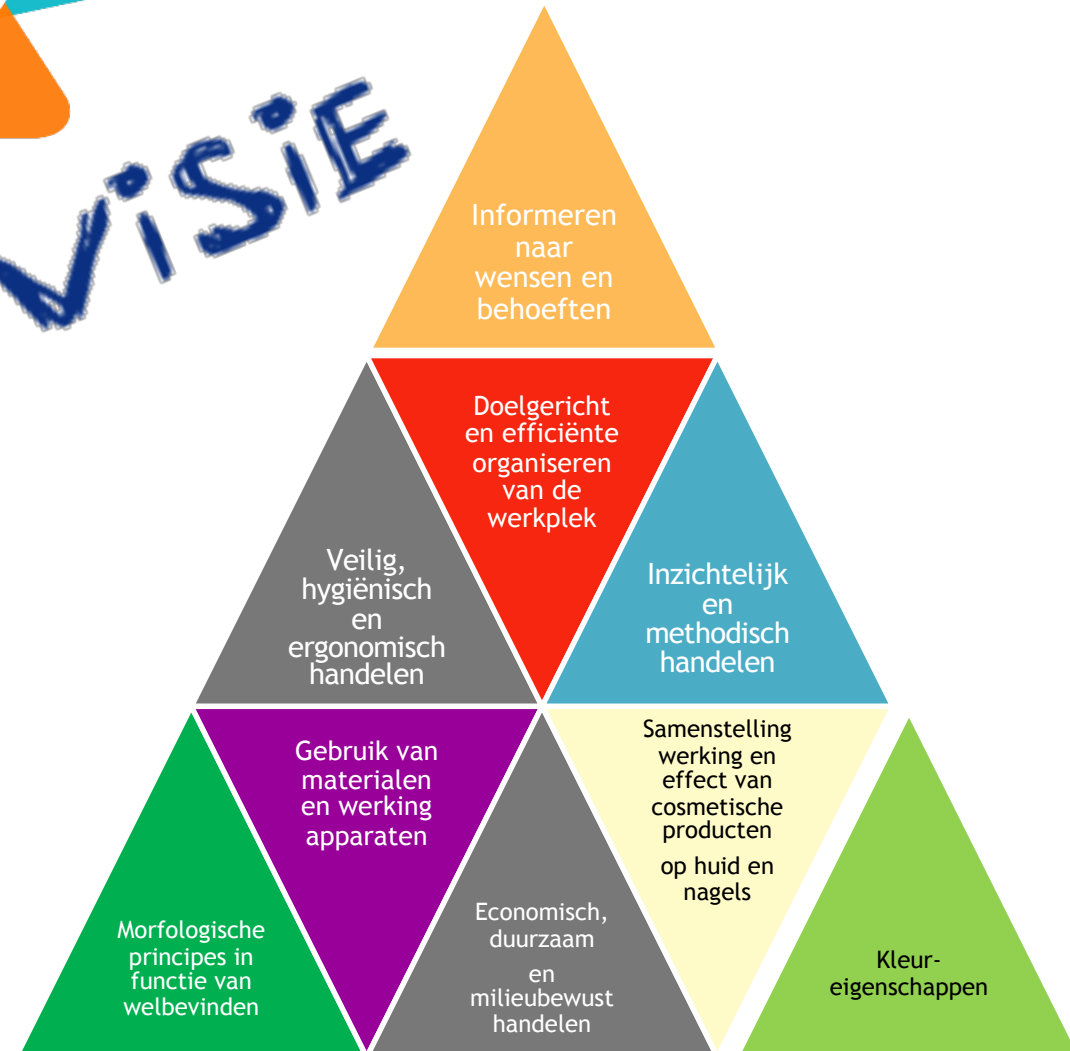 ViSiE
Informeren
naar
wensen en
behoeften
Doelgericht
en efficiënte
organiseren
van de
werkplek
Veilig,
hygiënisch
en
ergonomisch
handelen
Inzichtelijk
en
methodisch
handelen
Morfologische
principes in
functie van
welbevinden
Gebruik van
materialen
en werking
apparaten
Economisch,
duurzaam
en
milieubewust
handelen
Samenstelling
werking en
effect van
cosmetische
producten
op huid en
nagels
Kleur-
eigenschappen